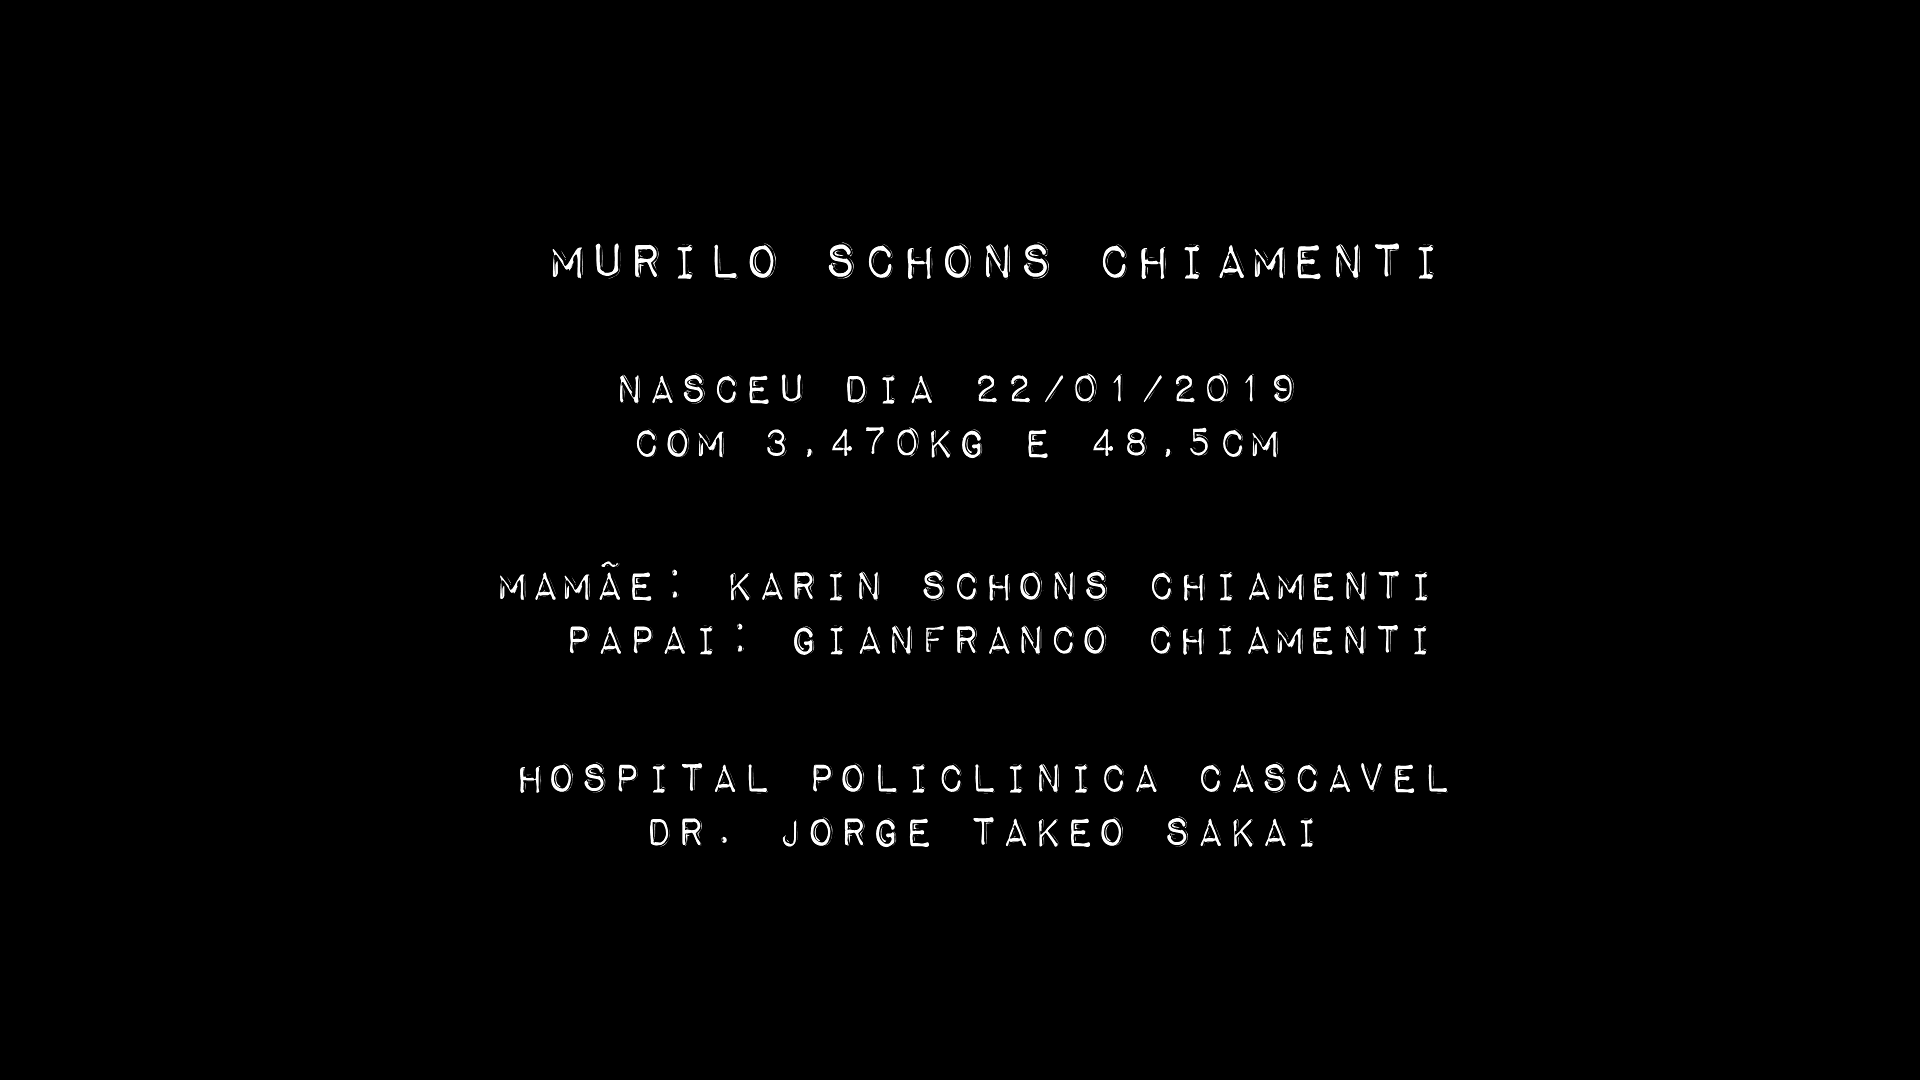 MURILO SCHONS CHIAMENTI
NASCEU DIA 22/01/2019
COM 3,470KG E 48,5CM
MAMÃE: KARIN SCHONS CHIAMENTI
PAPAI: GIANFRANCO CHIAMENTI
HOSPITAL POLICLINICA CASCAVEL
DR. JORGE TAKEO SAKAI